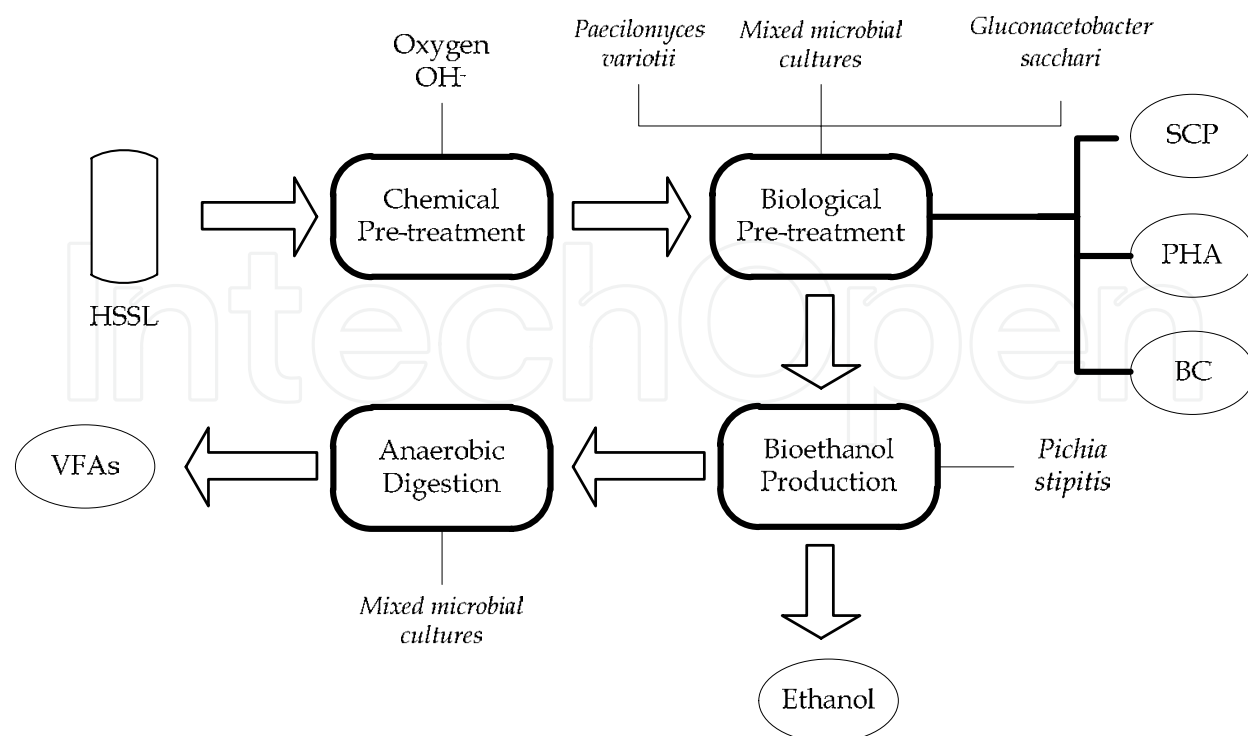 Oxygen
OH-
Paecilomyces
variotii
Mixed microbial
cultures
Gluconacetobacter
sacchari
HSSL
Chemical
Pre-treatment
Biological
Pre-treatment
SCP
PHA
BC
VFAs
Anaerobic
Digestion
Bioethanol
Production
Pichia
stipitis
Mixed microbial
cultures
Ethanol
IntechOpen